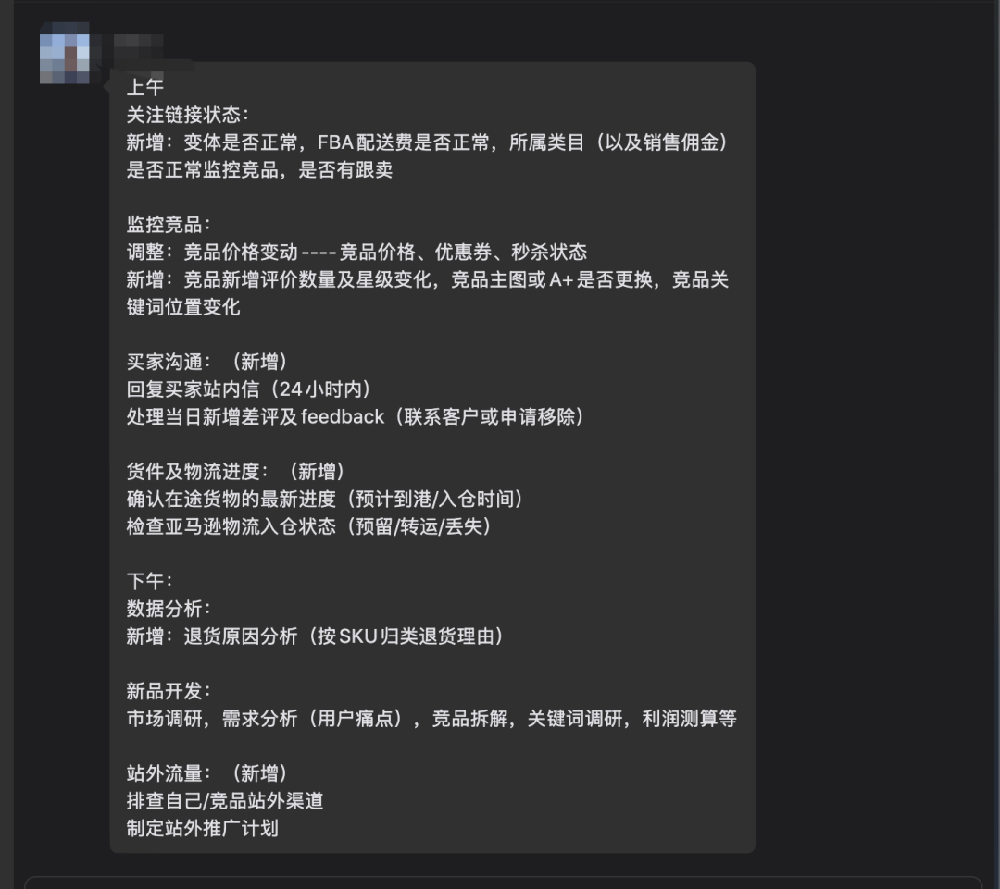 上午
关注链接状态：
新增：变体是否正常，FBA配送费是否正常，所属类目（以及销售佣金）
是否正常监控竞品，是否有跟卖
监控竞品：
调整：竞品价格变动----竞品价格、优惠券、秒杀状态
新增：竞品新增评价数量及星级变化，竞品主图或A+是否更换，竞品关
键词位置变化
买家沟通：（新增）
回复买家站内信（24小时内）
处理当日新增差评及feedback（联系客户或申请移除）
货件及物流进度：（新增）
确认在途货物的最新进度（预计到港/入仓时间）
检查亚马逊物流入仓状态（预留/转运/丢失）
下午：
数据分析：
新增：退货原因分析（按SKU归类退货理由）
新品开发：
市场调研，需求分析（用户痛点），竞品拆解，关键词调研，利润测算等
站外流量：（新增）
排查自己/竞品站外渠道
制定站外推广计划